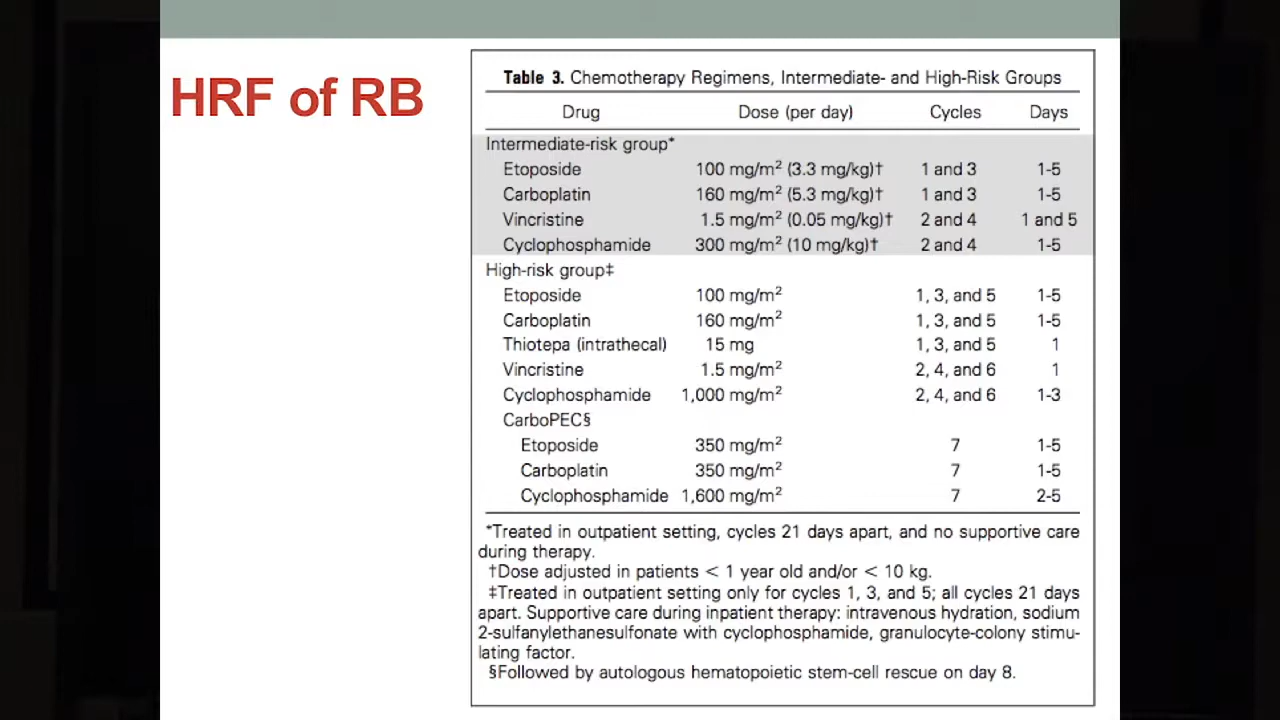 HRF of RB
Table 3. Chemotherapy Regimens, Intermediate- and High-Risk Groups
Drug Dose (per day) Cycles Days
Intermediate-risk group*
Etoposide 100 mg/m² (3.3 mg/kg)† 1 and 3 1-5
Carboplatin 160 mg/m² (5.3 mg/kg)† 1 and 3 1-5
Vincristine 1.5 mg/m² (0.05 mg/kg)† 2 and 4 1 and 5
Cyclophosphamide 300 mg/m² (10 mg/kg)† 2 and 4 1-5
High-risk group‡
Etoposide 100 mg/m² 1, 3, and 5 1-5
Carboplatin 160 mg/m² 1, 3, and 5 1-5
Thiotepa (intrathecal) 15 mg 1, 3, and 5 1
Vincristine 1.5 mg/m² 2, 4, and 6 1
Cyclophosphamide 1,000 mg/m² 2, 4, and 6 1-3
CarboPEC§
Etoposide 350 mg/m² 7 1-5
Carboplatin 350 mg/m² 7 1-5
Cyclophosphamide 1,600 mg/m² 7 2-5
*Treated in outpatient setting, cycles 21 days apart, and no supportive care
during therapy.
†Dose adjusted in patients < 1 year old and/or < 10 kg.
‡Treated in outpatient setting only for cycles 1, 3, and 5; all cycles 21 days
apart. Supportive care during inpatient therapy: intravenous hydration, sodium
2-sulfanylethanesulfonate with cyclophosphamide, granulocyte-colony stimu-
lating factor.
§Followed by autologous hematopoietic stem-cell rescue on day 8.